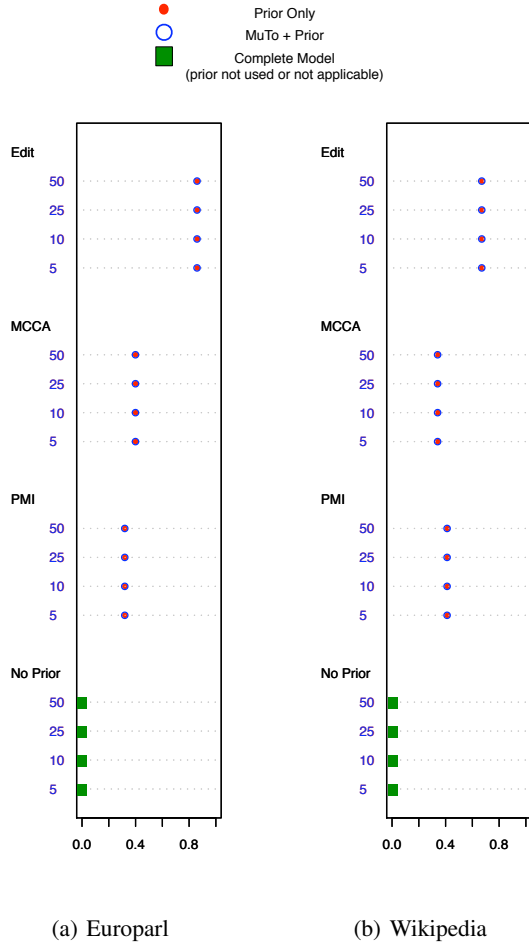 Prior Only
MuTo + Prior
Complete Model
(prior not used or not applicable)
Edit
50
25
10
5
MCCA
50
25
10
5
PMI
50
25
10
5
No Prior
50
25
10
5
0.0 0.4 0.8
(a) Europarl
Edit
50
25
10
5
MCCA
50
25
10
5
PMI
50
25
10
5
No Prior
50
25
10
5
0.0 0.4 0.8
(b) Wikipedia